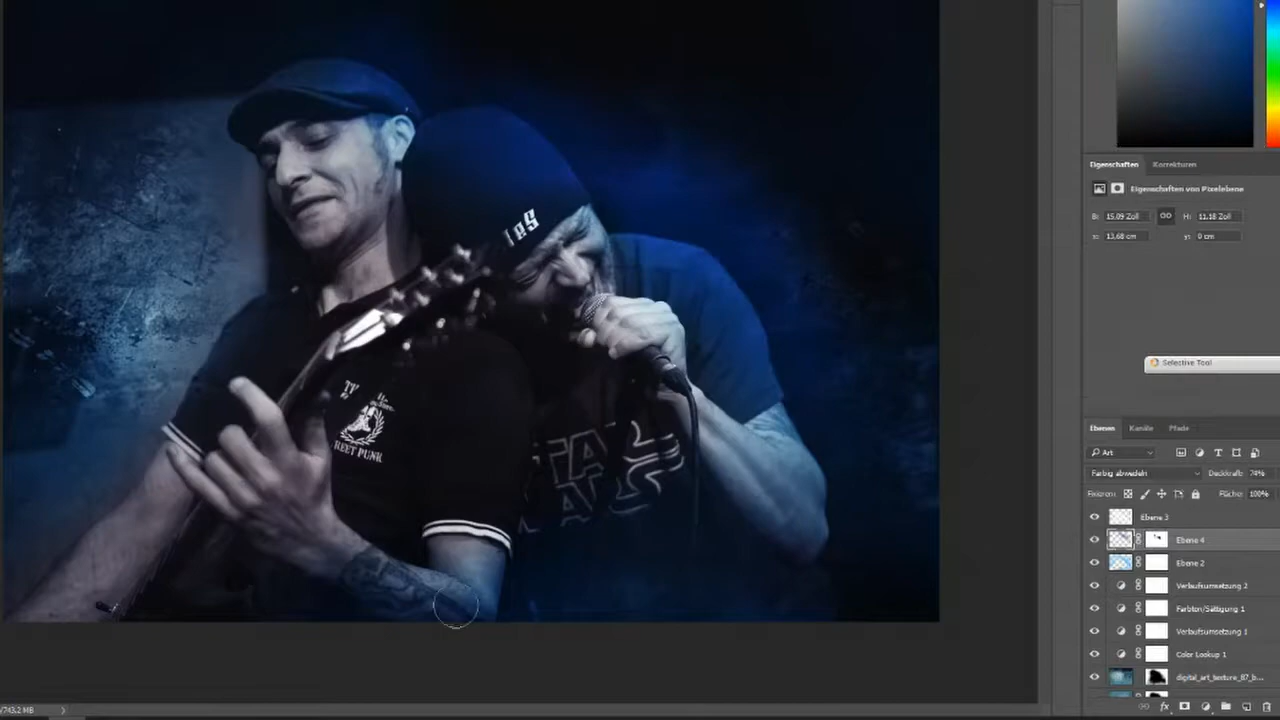 Eigenschaften Korrekturen
Eigenschaften von Pixelebene
B: 15,09 Zoll H: 11,18 Zoll
x: 13,68 cm y: 0 cm
Selective Tool
Ebenen Kanäle Pfade
Art
Farbig abwedeln Deckkraft: 74%
Fixieren: Fläche: 100%
Ebene 3
Ebene 4
Ebene 2
Verlaufsumsetzung 2
Farbton/Sättigung 1
Verlaufsumsetzung 1
Color Lookup 1
digital_art_texture_87_b...
REET PUNK
TA
/743,2 MB